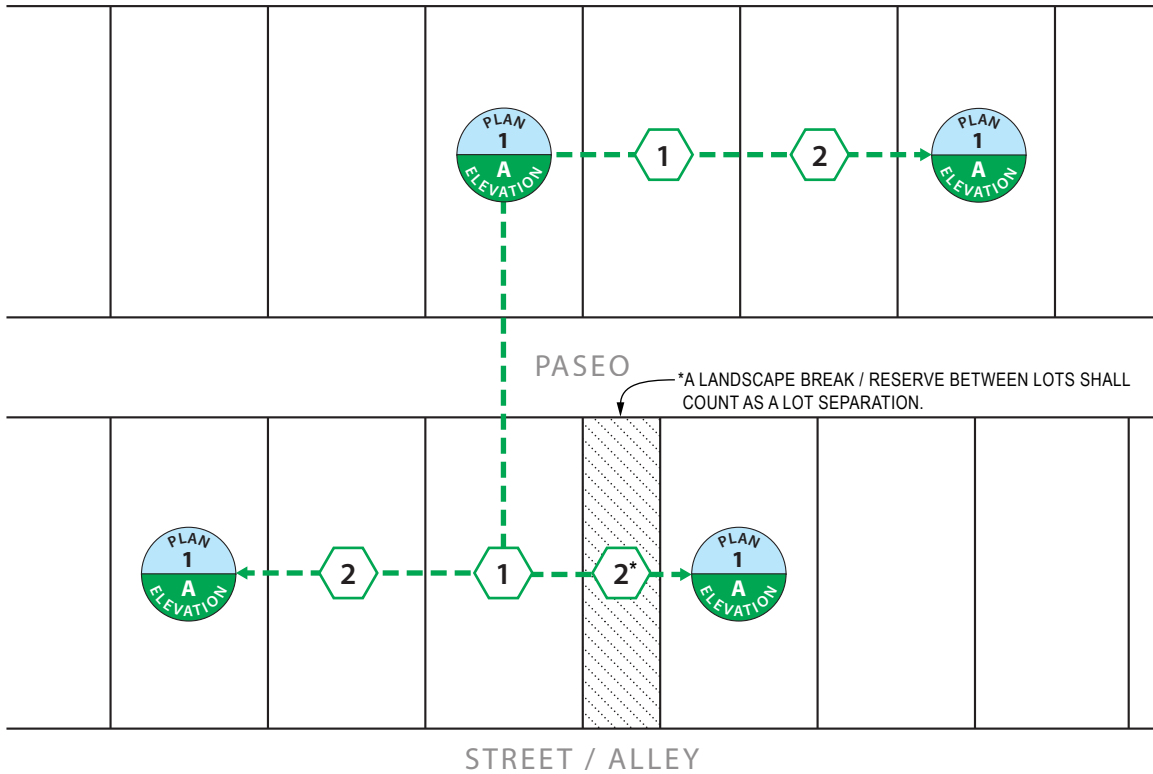 PLAN
1
A
ELEVATION
1
2
PLAN
1
A
ELEVATION
PASEO
*A LANDSCAPE BREAK / RESERVE BETWEEN LOTS SHALL
COUNT AS A LOT SEPARATION.
PLAN
1
A
ELEVATION
2
1
2*
PLAN
1
A
ELEVATION
STREET / ALLEY